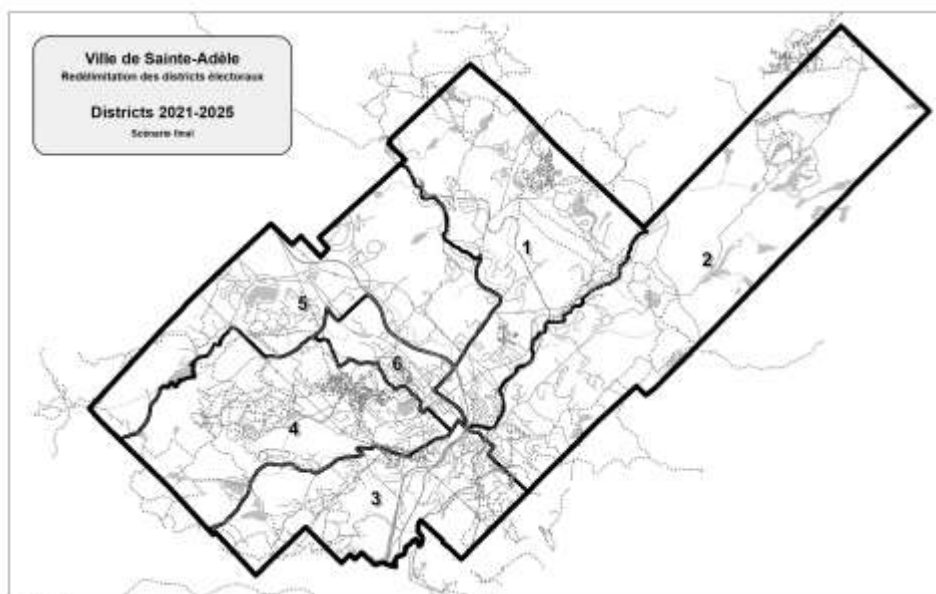 Ville de Sainte-Adèle
Redélimitation des districts électoraux
Districts 2021-2025
Scénario final
1
2
5
6
4
3